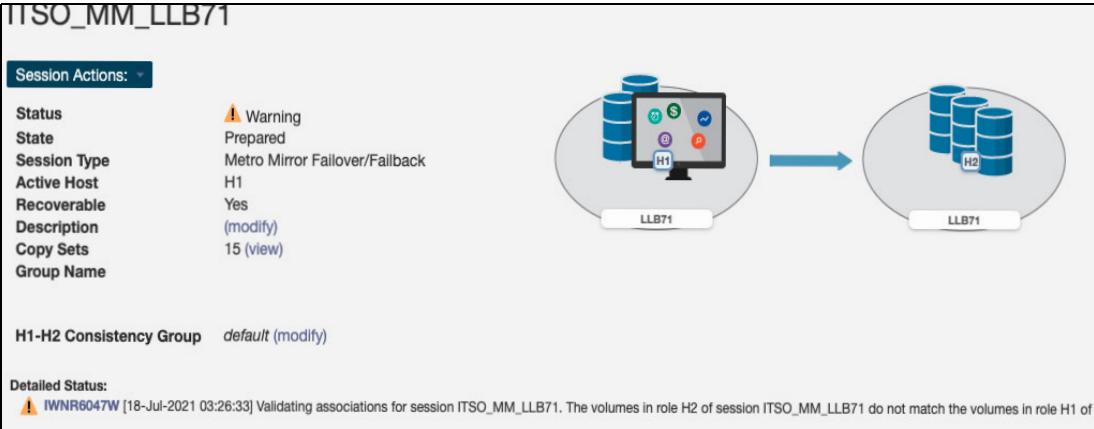 ITSO_MM_LLB71
Session Actions:
Status Warning
State Prepared
Session Type Metro Mirror Failover/Failback
Active Host H1
Recoverable Yes
Description (modify)
Copy Sets 15 (view)
Group Name
H1-H2 Consistency Group default (modify)
$
@
H1
H2
LLB71
LLB71
Detailed Status:
IWNR6047W [18-Jul-2021 03:26:33] Validating associations for session ITSO_MM_LLB71. The volumes in role H2 of session ITSO_MM_LLB71 do not match the volumes in role H1 of